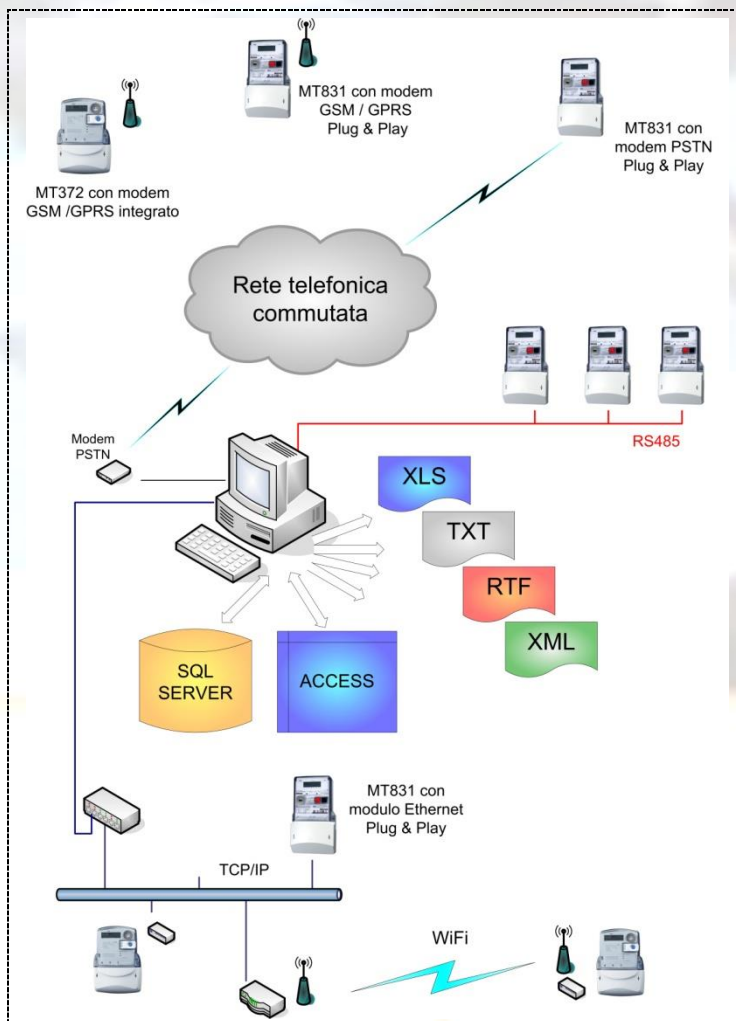 MT831 con modem
GSM / GPRS
Plug & Play
MT831 con
modem PSTN
Plug & Play
MT372 con modem
GSM /GPRS integrato
Rete telefonica
commutata
RS485
Modem
PSTN
XLS
TXT
RTF
XML
SQL
SERVER
ACCESS
MT831 con
modulo Ethernet
Plug & Play
TCP/IP
WiFi